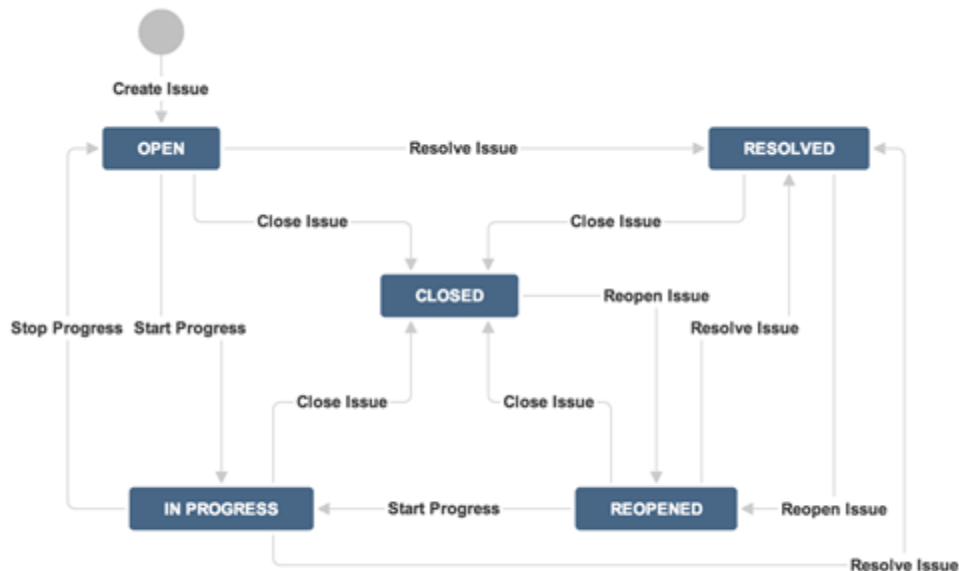 Create Issue
OPEN
Resolve Issue
RESOLVED
Close Issue
Close Issue
CLOSED
Reopen Issue
Stop Progress
Start Progress
Resolve Issue
Close Issue
Close Issue
IN PROGRESS
Start Progress
REOPENED
Reopen Issue
Resolve Issue